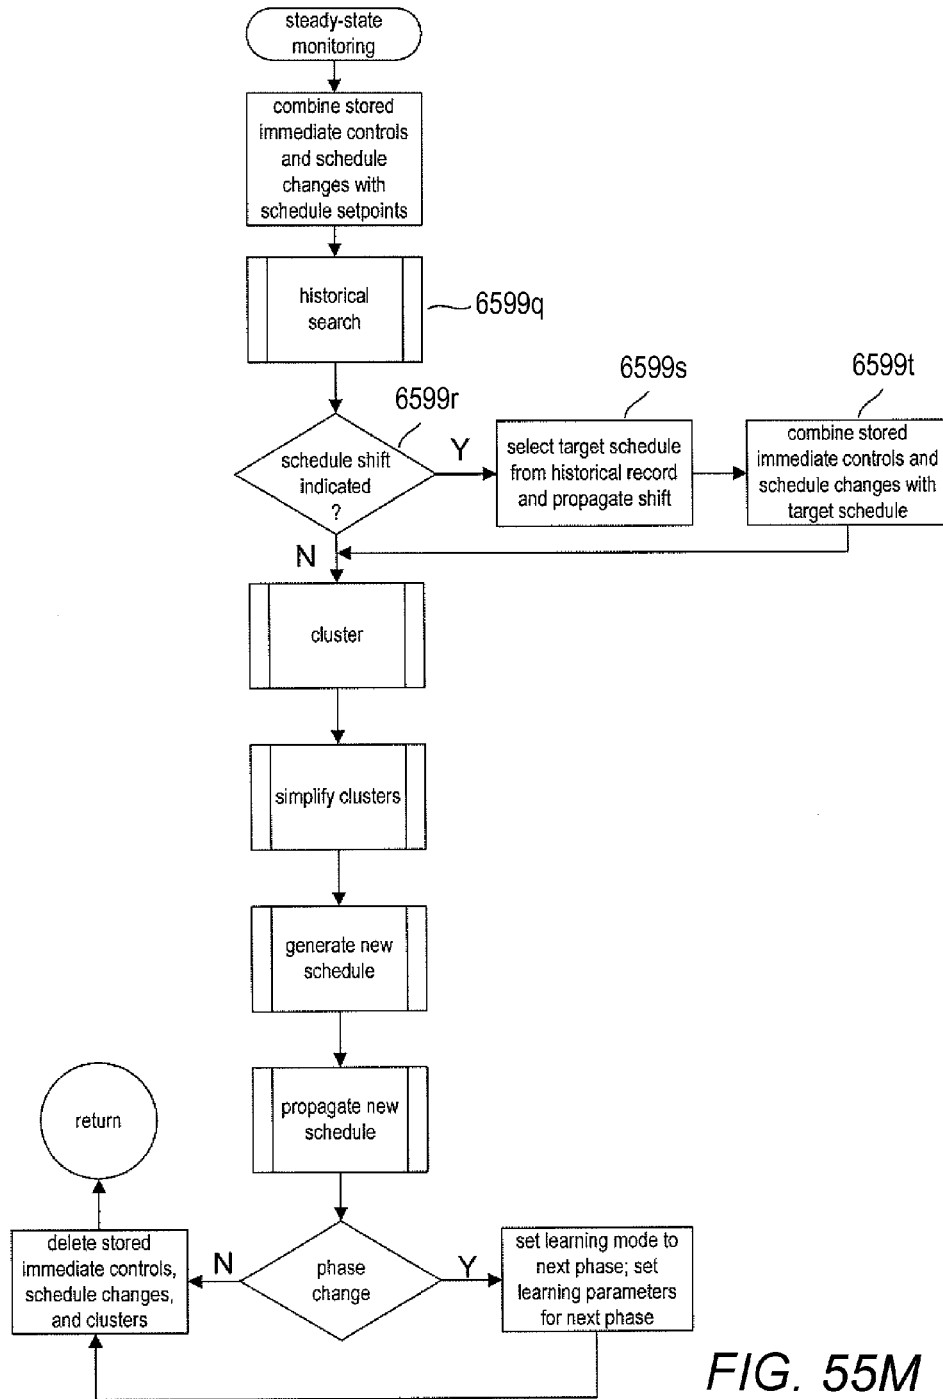 steady-state
monitoring
combine stored
immediate controls
and schedule
changes with
schedule setpoints
historical
search
6599q
6599r
schedule shift
indicated
?
Y
N
6599s
select target schedule
from historical record
and propagate shift
6599t
combine stored
immediate controls and
schedule changes with
target schedule
cluster
simplify clusters
generate new
schedule
propagate new
schedule
return
phase
change
N
Y
delete stored
immediate controls,
schedule changes,
and clusters
set learning mode to
next phase; set
learning parameters
for next phase
FIG. 55M